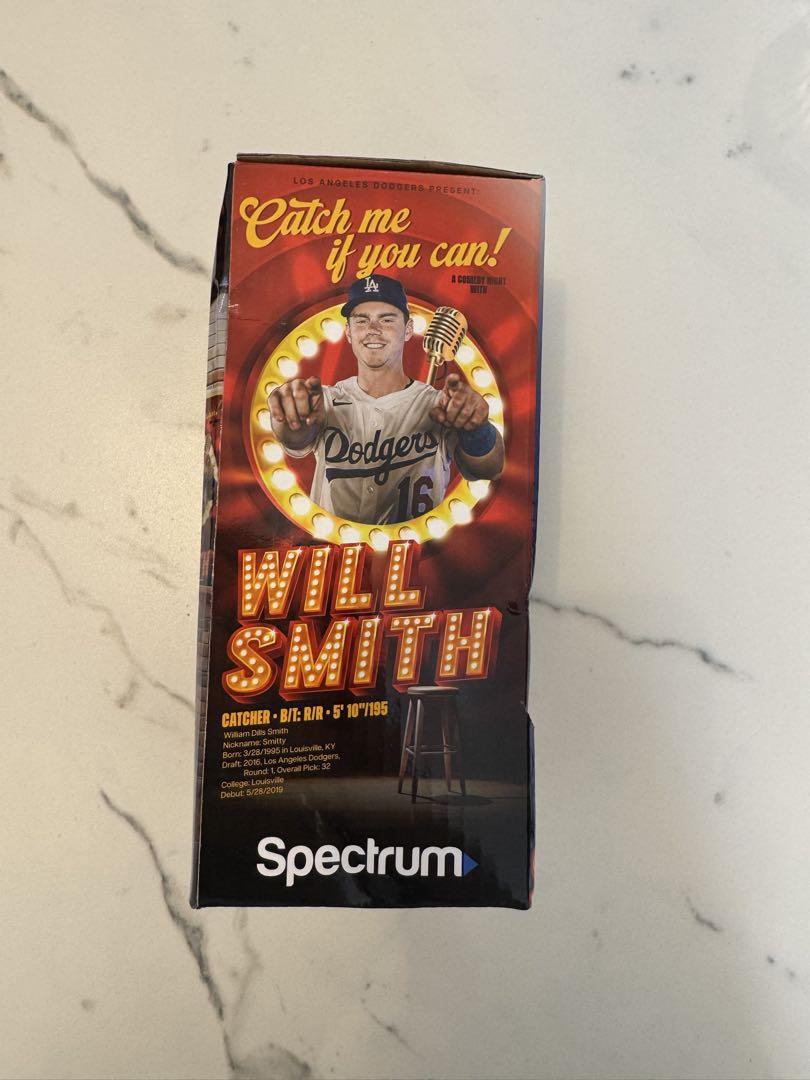 LOS ANGELES DODGERS PRESENT:
Catch me
if you can!
A COMEDY NIGHT
WITH
LA
Dodgers
16
WILL
SMITH
CATCHER • B/T: R/R • 5' 10"/195
William Dills Smith
Nickname: Smitty
Born: 3/28/1995 in Louisville, KY
Draft: 2016, Los Angeles Dodgers,
Round: 1, Overall Pick: 32
College: Louisville
Debut: 5/28/2019
Spectrum